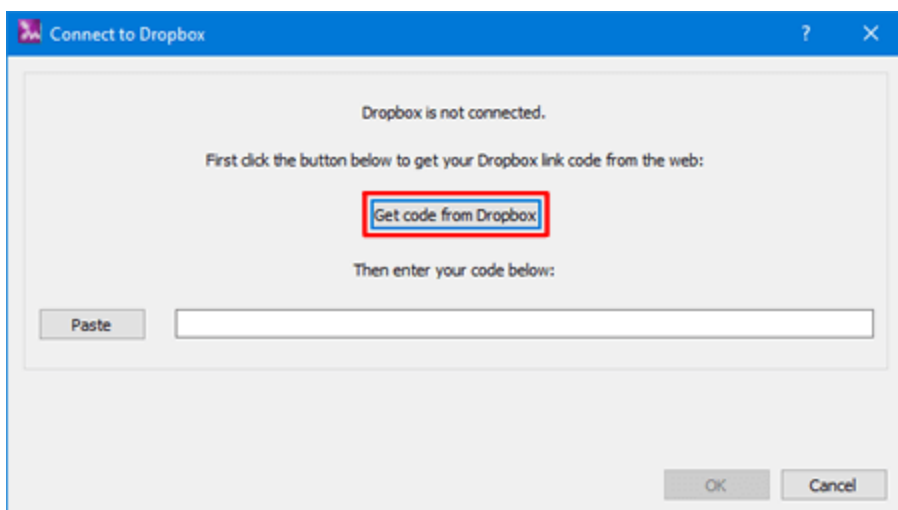 Connect to Dropbox
Dropbox is not connected.
First click the button below to get your Dropbox link code from the web:
Get code from Dropbox
Then enter your code below:
Paste
OK Cancel